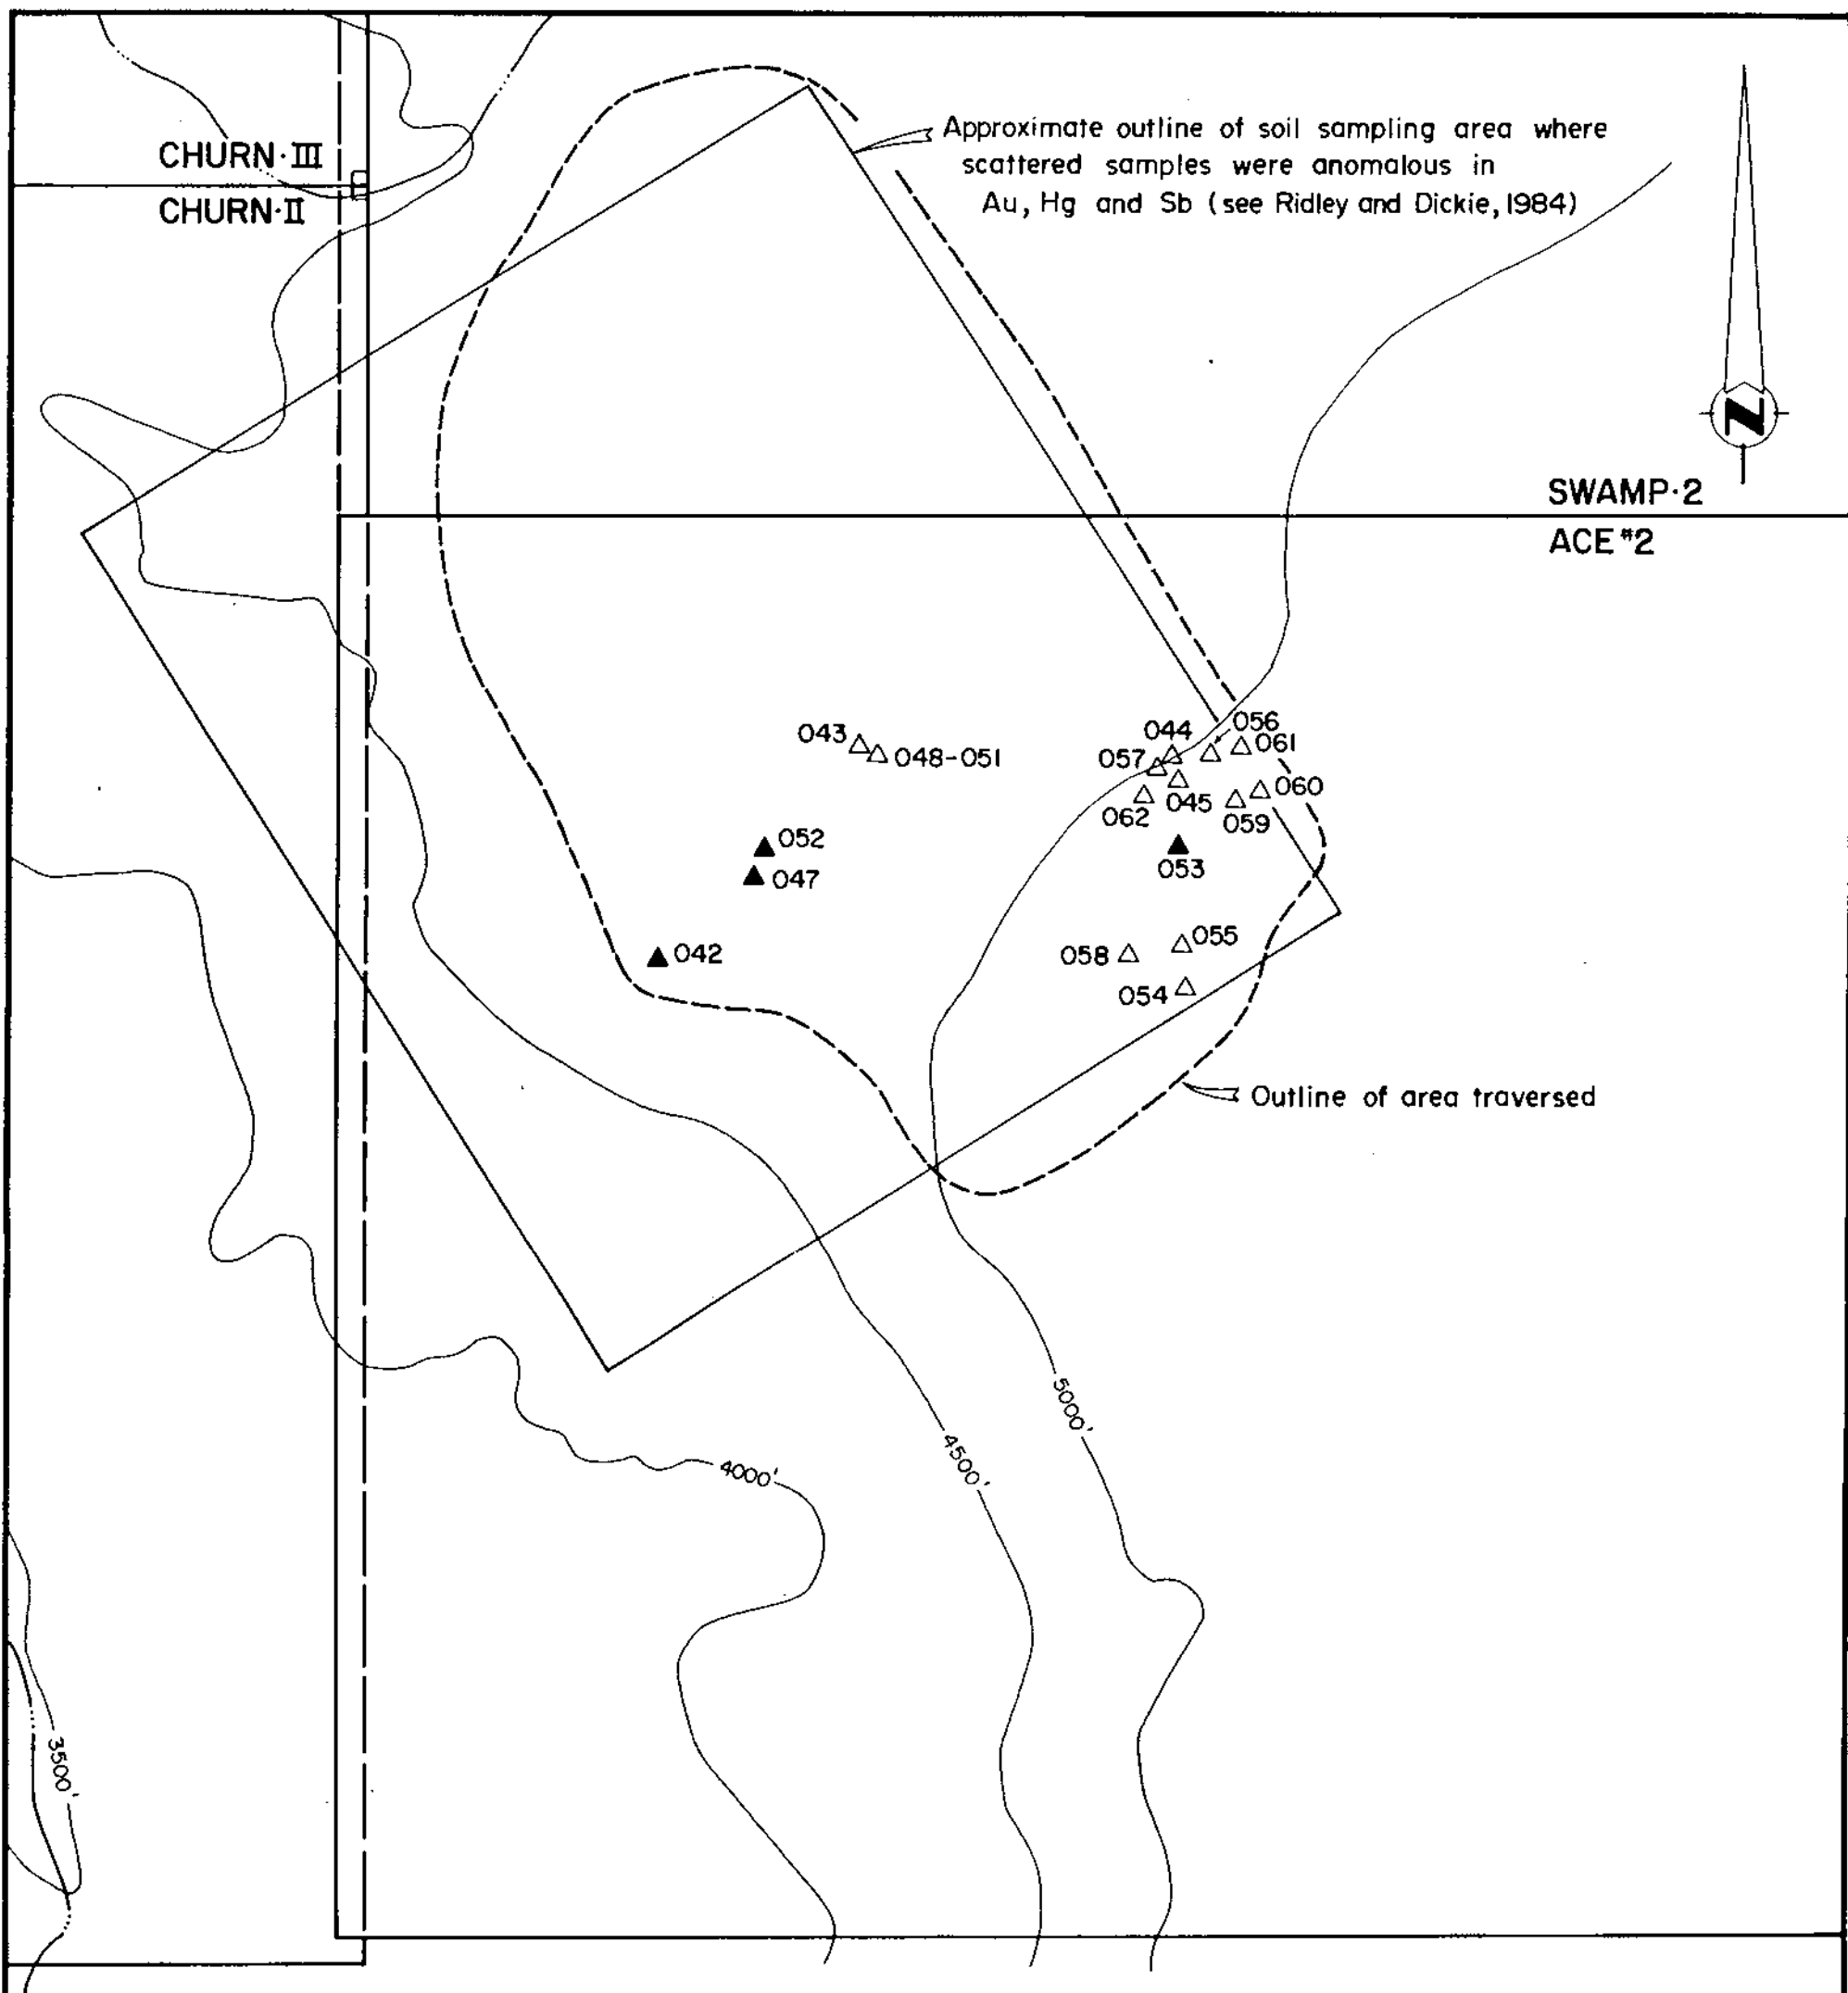 Approximate outline of soil sampling area where
scattered samples were anomalous in
Au, Hg and Sb (see Ridley and Dickie, 1984)
CHURN·III
CHURN·II
N
SWAMP·2
ACE #2
043
048-051
044
056
061
057
062
045
060
059
052
047
053
042
055
058
054
Outline of area traversed
5000'
4500'
4000'
3500'